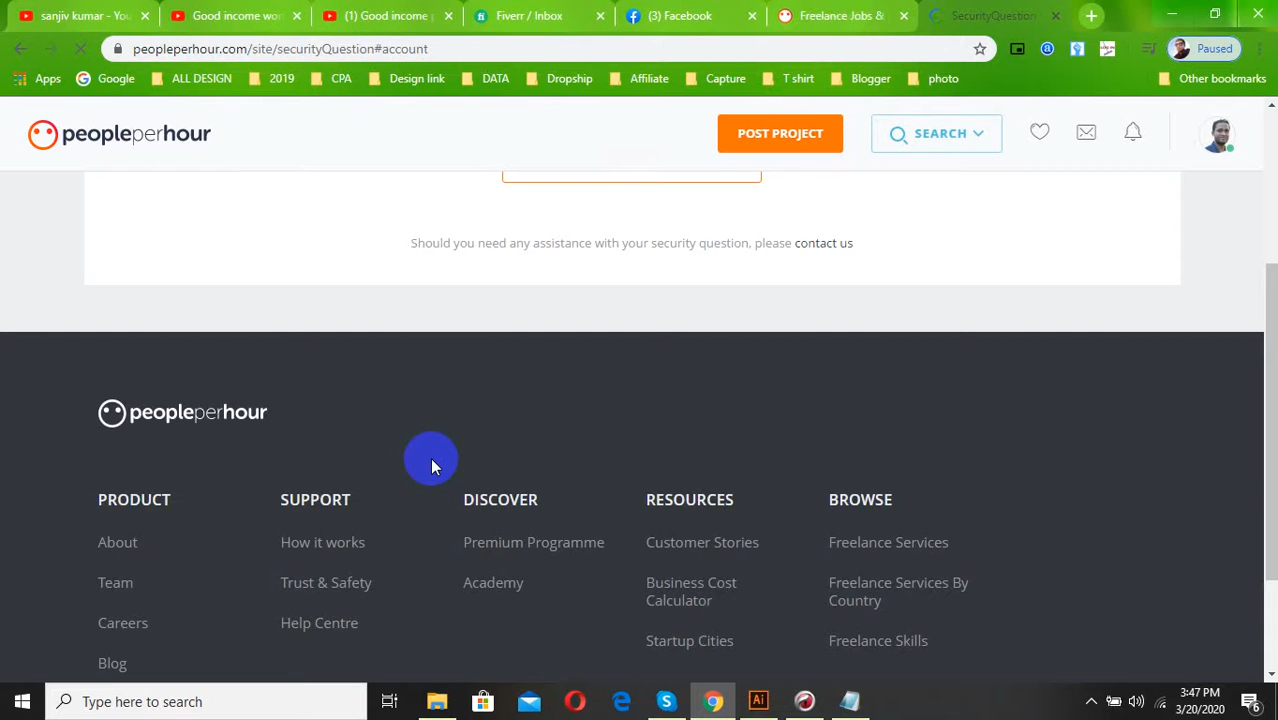 sanjiv kumar - You
Good income wor
(1) Good income p
Fiverr / Inbox
(3) Facebook
Freelance Jobs &
SecurityQuestion
peopleperhour.com/site/securityQuestion#account
Paused
Apps
Google
ALL DESIGN
2019
CPA
Design link
DATA
Dropship
Affiliate
Capture
T shirt
Blogger
photo
Other bookmarks
peopleperhour
POST PROJECT
SEARCH
Should you need any assistance with your security question, please contact us
peopleperhour
PRODUCT
SUPPORT
DISCOVER
RESOURCES
BROWSE
About
How it works
Premium Programme
Customer Stories
Freelance Services
Team
Trust & Safety
Academy
Business Cost
Calculator
Freelance Services By
Country
Careers
Help Centre
Startup Cities
Freelance Skills
Blog
Type here to search
Ai
3:47 PM
3/20/2020
6